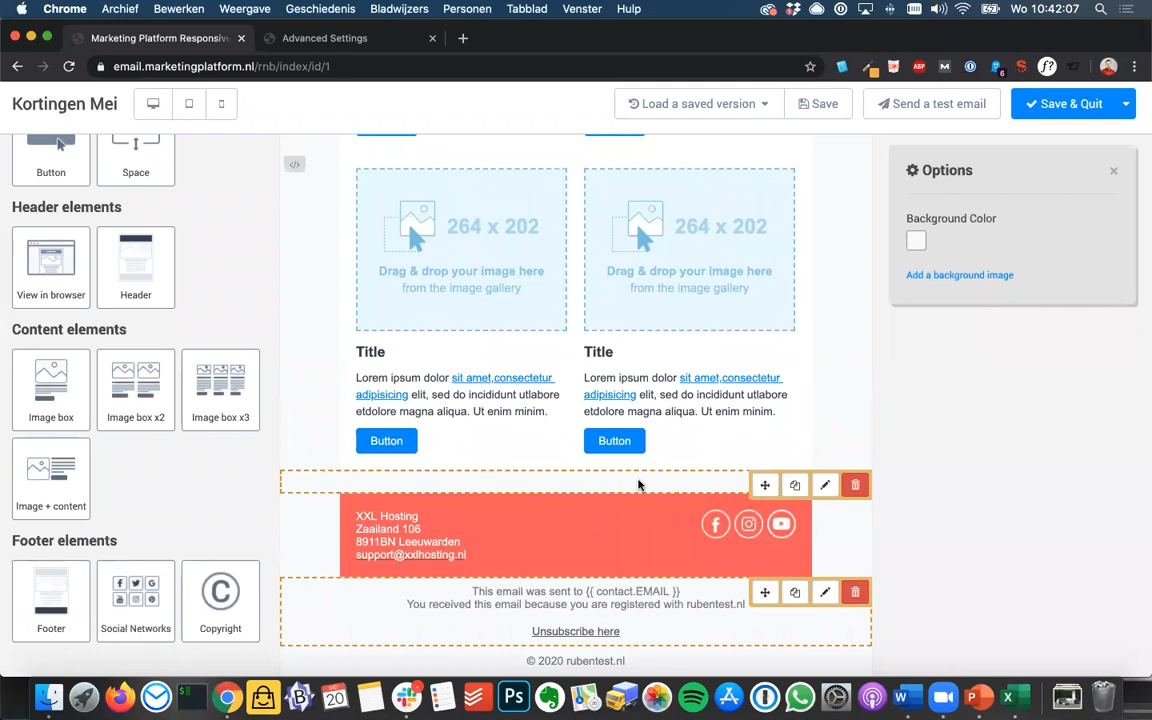 Chrome Archief Bewerken Weergave Geschiedenis Bladwijzers Personen Tabblad Venster Hulp Wo 10:42:07
Marketing Platform Responsiv Advanced Settings
email.marketingplatform.nl/rnb/index/id/1
ABP
6
Kortingen Mei
Load a saved version
Save
Send a test email
Save & Quit
Button
Space
Header elements
View in browser
Header
Content elements
Image box
Image box x2
Image box x3
Image + content
Footer elements
Footer
Social Networks
Copyright
</>
264 x 202
Drag & drop your image here
from the image gallery
264 x 202
Drag & drop your image here
from the image gallery
Title
Lorem ipsum dolor sit amet,consectetur
adipisicing elit, sed do incididunt utlabore
etdolore magna aliqua. Ut enim minim.
Button
Title
Lorem ipsum dolor sit amet,consectetur
adipisicing elit, sed do incididunt utlabore
etdolore magna aliqua. Ut enim minim.
Button
XXL Hosting
Zaailand 106
8911BN Leeuwarden
support@xxlhosting.nl
This email was sent to {{ contact.EMAIL }}
You received this email because you are registered with rubentest.nl
Unsubscribe here
© 2020 rubentest.nl
Options
Background Color
Add a background image
20
Ps